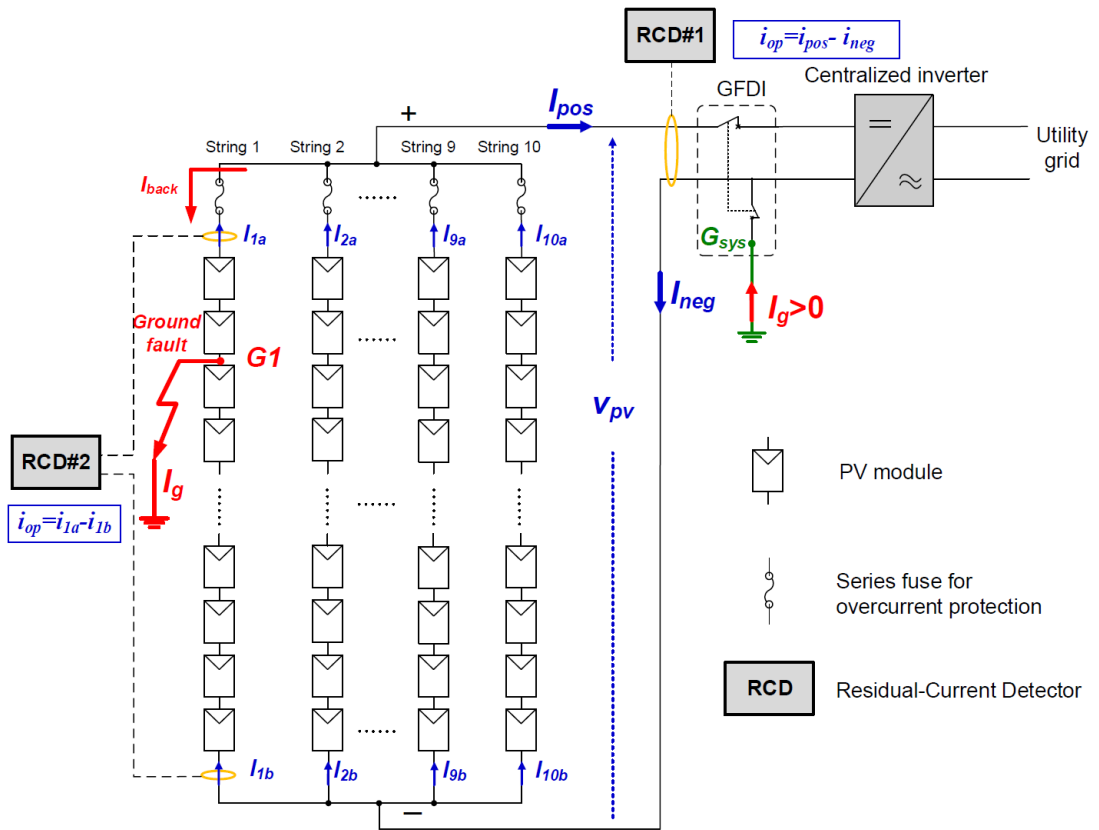 RCD#1
iop=ipos- ineg
Centralized inverter
GFDI
Ipos
+
Utility
grid
String 1
String 2
String 9
String 10
Iback
......
I1a
I2a
I9a
I10a
Gsys
Ineg
Ig>0
Ground
fault
G1
......
vpv
RCD#2
Ig
iop=i1a-i1b
PV module
......
......
......
......
Series fuse for
overcurrent protection
RCD
Residual-Current Detector
......
I1b
I2b
I9b
I10b
−